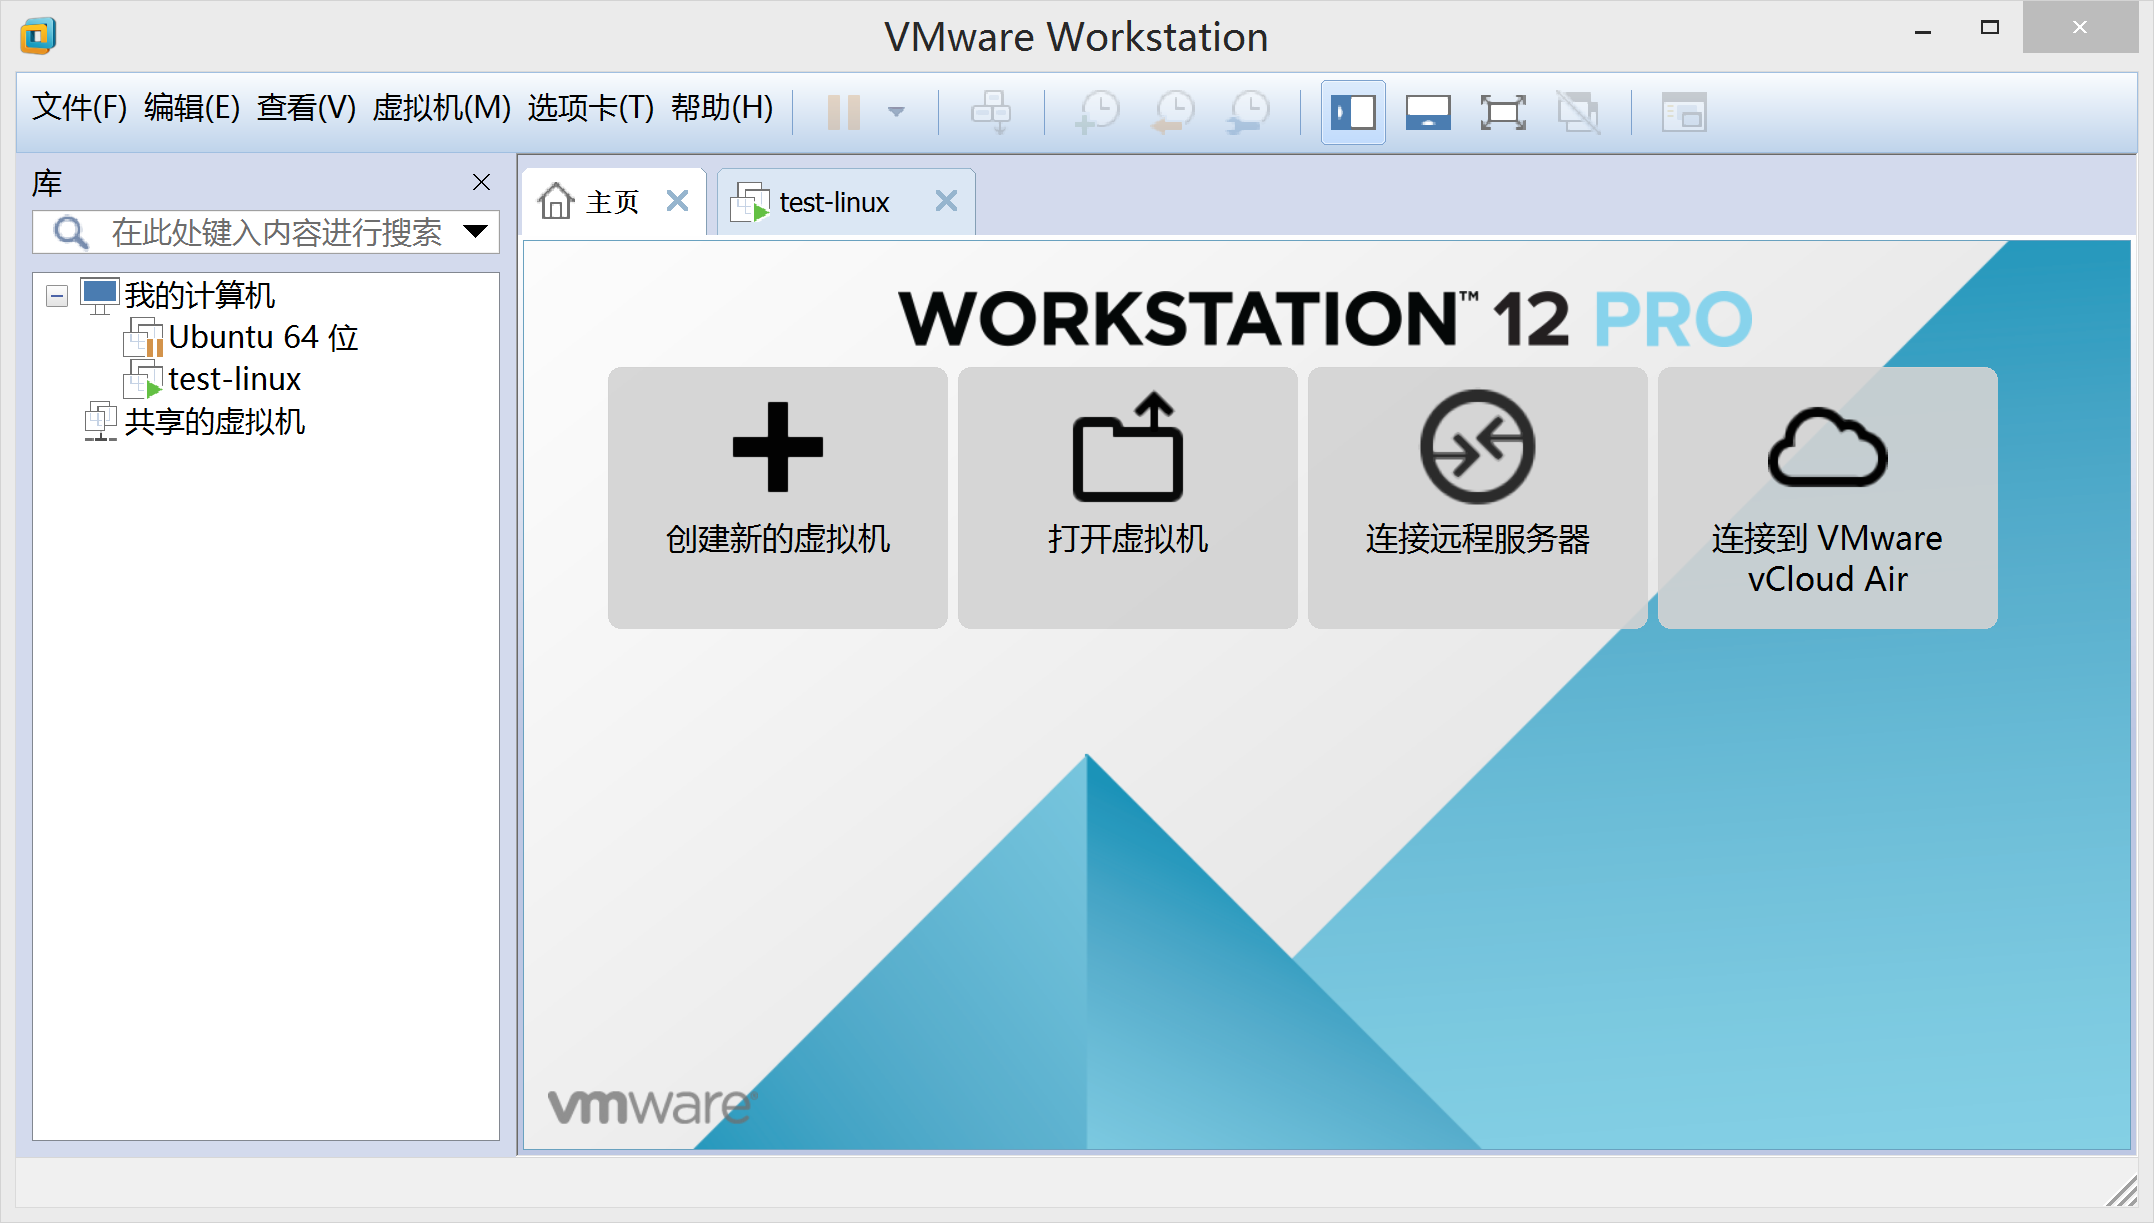 VMware Workstation
文件(F) 编辑(E) 查看(V) 虚拟机(M) 选项卡(T) 帮助(H)
库
在此处键入内容进行搜索
我的计算机
Ubuntu 64 位
test-linux
共享的虚拟机
主页
test-linux
WORKSTATION™ 12 PRO
创建新的虚拟机
打开虚拟机
连接远程服务器
连接到 VMware
vCloud Air
vmware